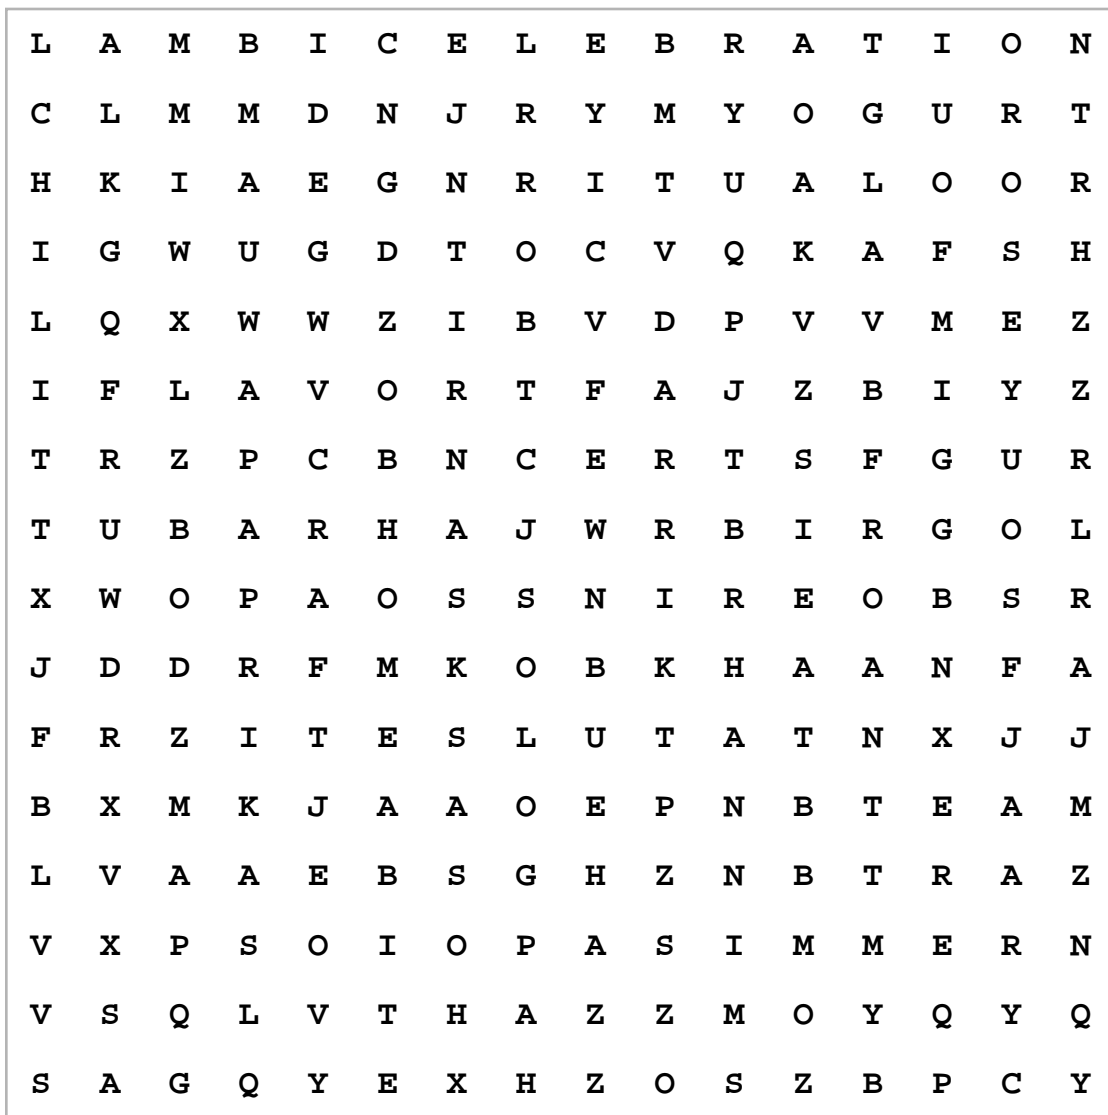 L A M B I C E L E B R A T I O N
C L M M D N J R Y M Y O G U R T
H K I A E G N R I T U A L O O R
I G W U G D T O C V Q K A F S H
L Q X W W Z I B V D P V V M E Z
I F L A V O R T F A J Z B I Y Z
T R Z P C B N C E R T S F G U R
T U B A R H A J W R B I R G O L
X W O P A O S S N I R E O B S R
J D D R F M K O B K H A A N F A
F R Z I T E S L U T A T N X J J
B X M K J A A O E P N B T E A M
L V A A E B S G H Z N B T R A Z
V X P S O I O P A S I M M E R N
V S Q L V T H A Z Z M O Y Q Y Q
S A G Q Y E X H Z O S Z B P C Y